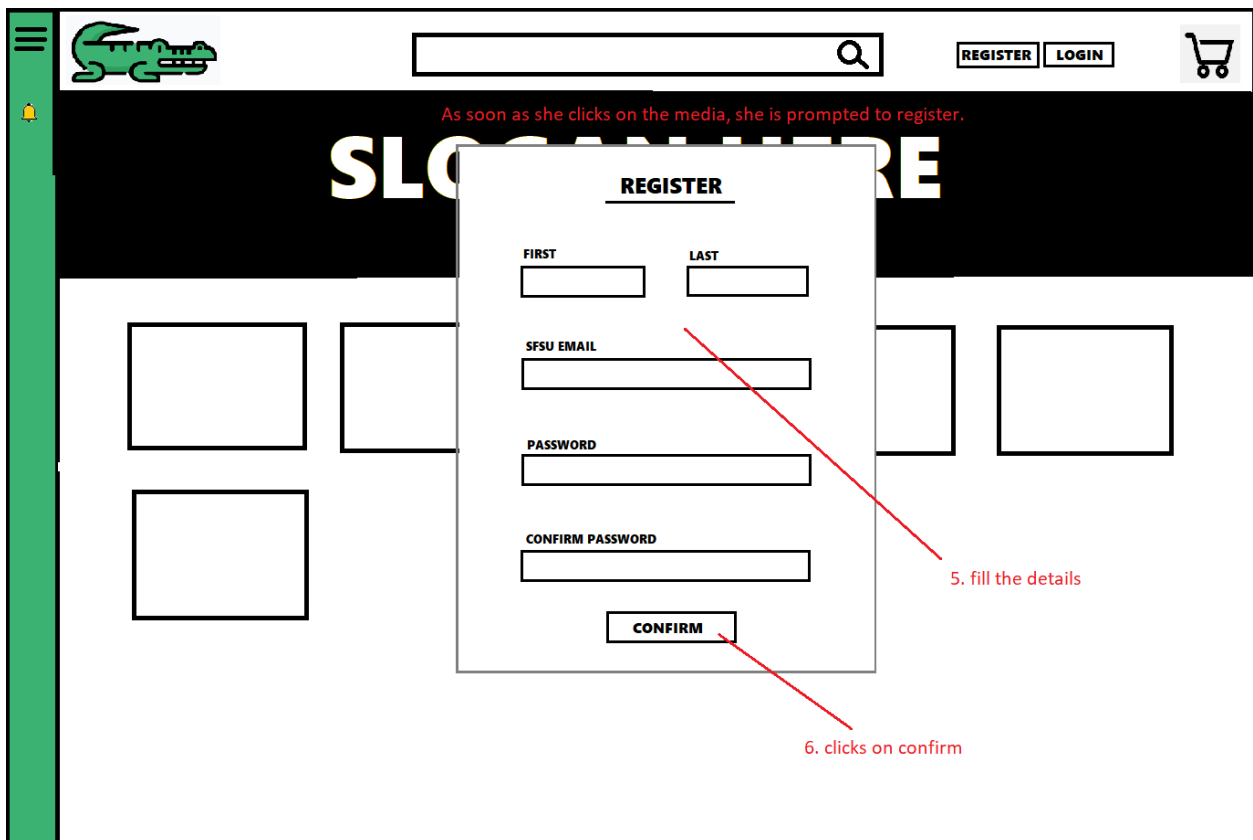 REGISTER LOGIN
As soon as she clicks on the media, she is prompted to register.
REGISTER
FIRST LAST
SFSU EMAIL
PASSWORD
CONFIRM PASSWORD
5. fill the details
CONFIRM
6. clicks on confirm